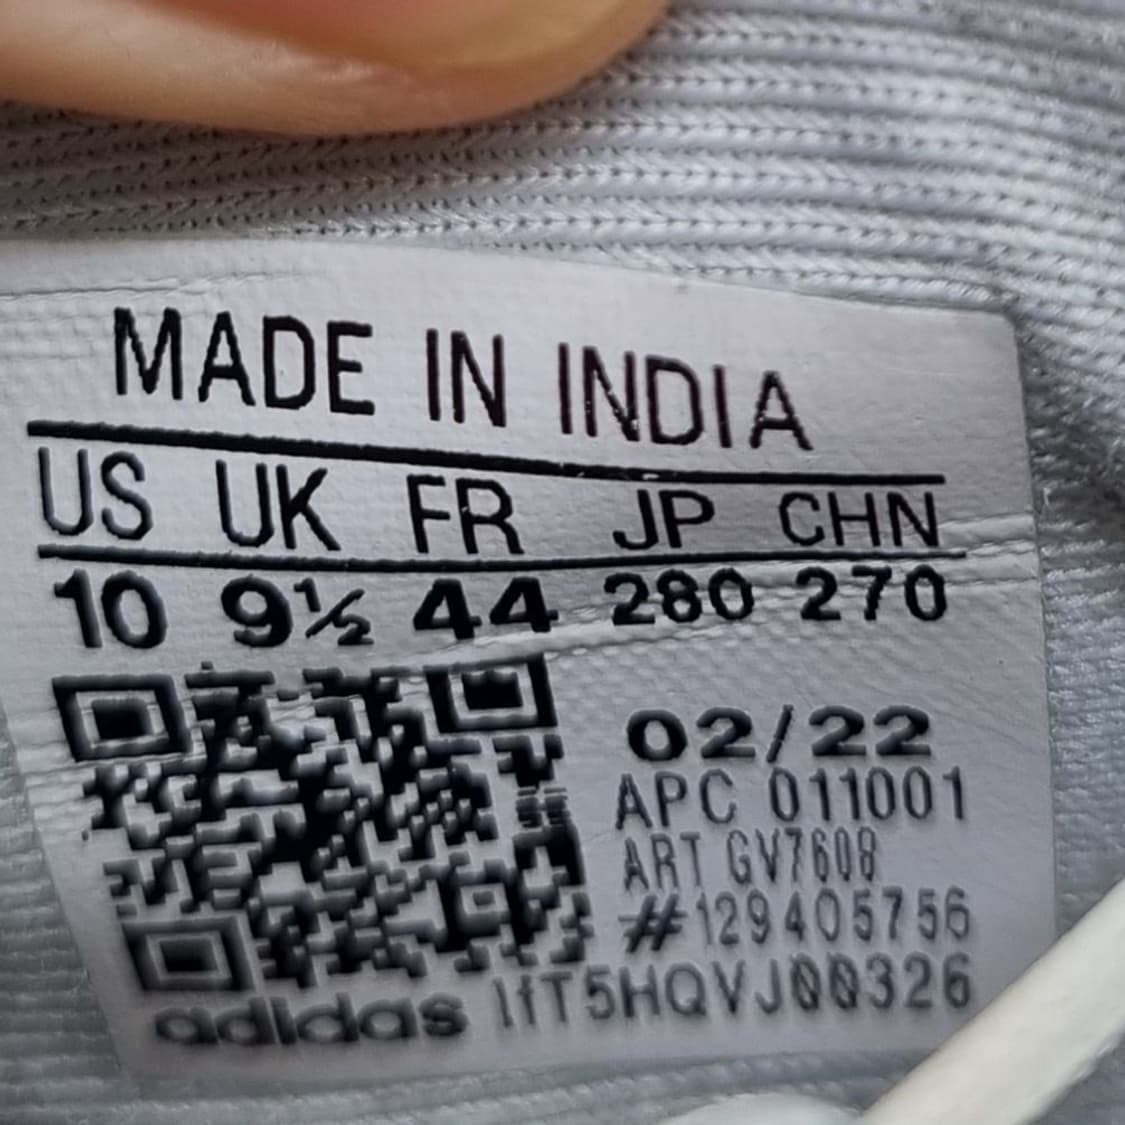 MADE IN INDIA
US UK FR JP CHN
10 9½ 44 280 270
02/22
APC 011001
ART GV7608
#129405756
adidas 1fT5HQVJ00326